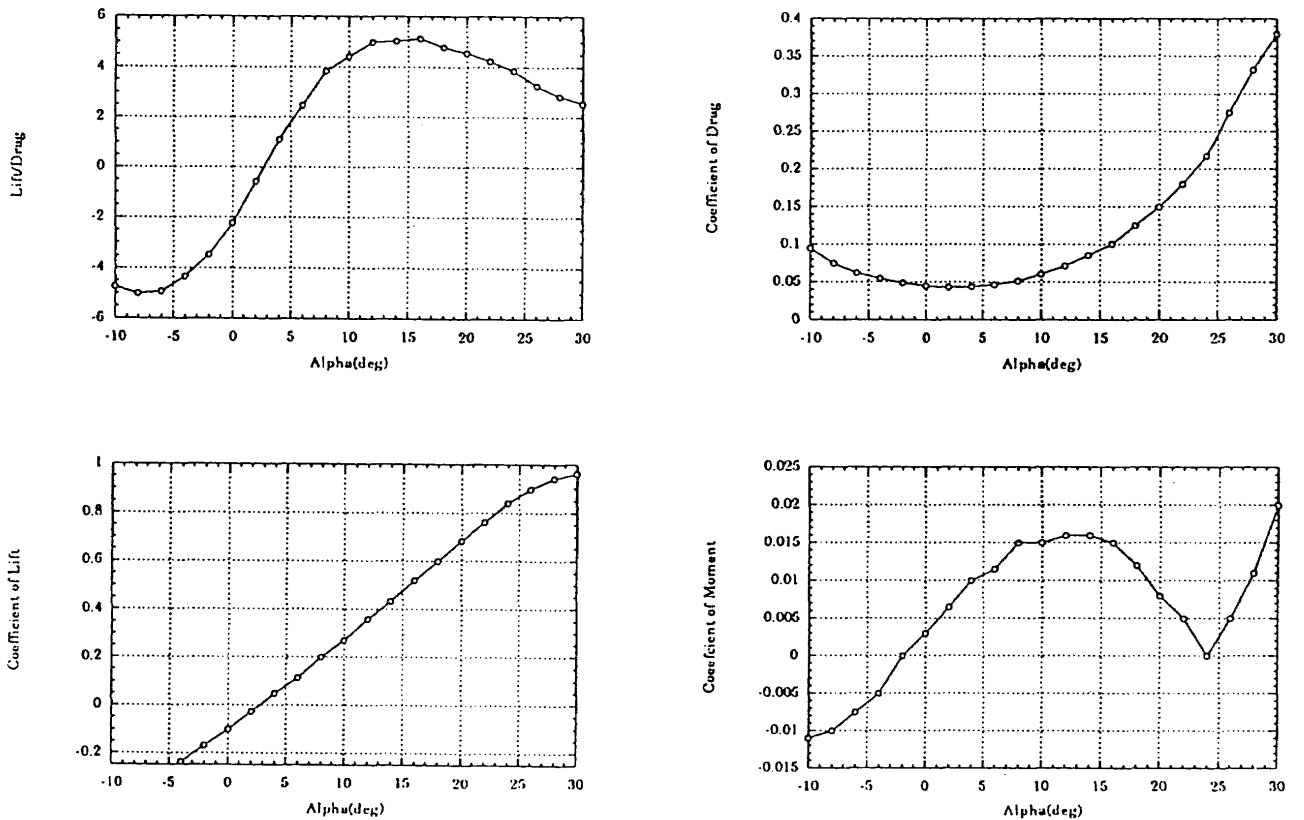 6
4
2
0
-2
-4
-6
Lift/Drug
-10 -5 0 5 10 15 20 25 30
Alpha(deg)
0.4
0.35
0.3
0.25
0.2
0.15
0.1
0.05
0
Coefficient of Drug
-10 -5 0 5 10 15 20 25 30
Alpha(deg)
1
0.8
0.6
0.4
0.2
0
-0.2
Coefficient of Lift
-10 -5 0 5 10 15 20 25 30
Alpha(deg)
0.025
0.02
0.015
0.01
0.005
0
-0.005
-0.01
-0.015
Coeefcient of Moment
-10 -5 0 5 10 15 20 25 30
Alpha(deg)